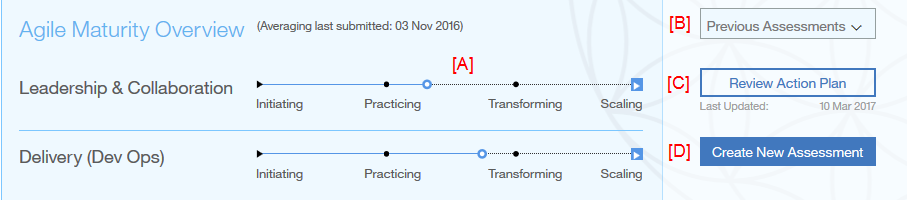 Agile Maturity Overview (Averaging last submitted: 03 Nov 2016)
[B] Previous Assessments
[A]
Leadership & Collaboration
Initiating Practicing Transforming Scaling
[C] Review Action Plan
Last Updated: 10 Mar 2017
Delivery (Dev Ops)
Initiating Practicing Transforming Scaling
[D] Create New Assessment